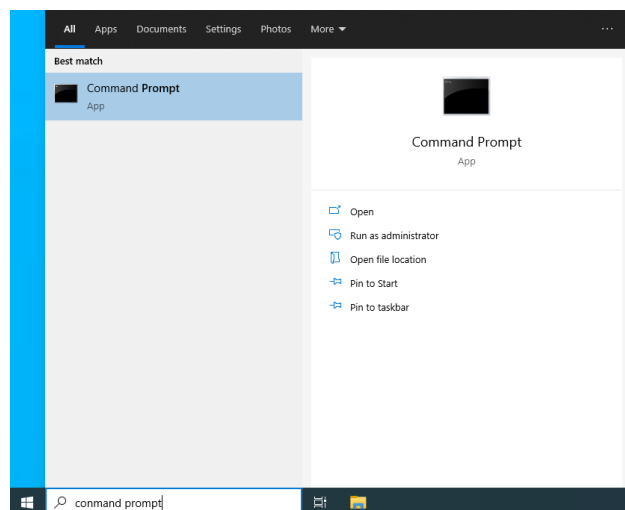 All Apps Documents Settings Photos More ...
Best match
Command Prompt
App
Command Prompt
App
Open
Run as administrator
Open file location
Pin to Start
Pin to taskbar
conmand prompt